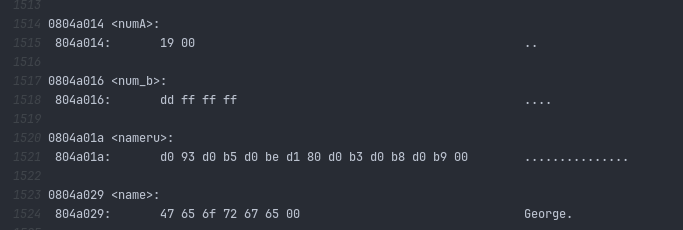 1513
1514 0804a014 <numA>:
1515 804a014: 19 00 ..
1516
1517 0804a016 <num_b>:
1518 804a016: dd ff ff ff ....
1519
1520 0804a01a <nameru>:
1521 804a01a: d0 93 d0 b5 d0 be d1 80 d0 b3 d0 b8 d0 b9 00 ...............
1522
1523 0804a029 <name>:
1524 804a029: 47 65 6f 72 67 65 00 George.